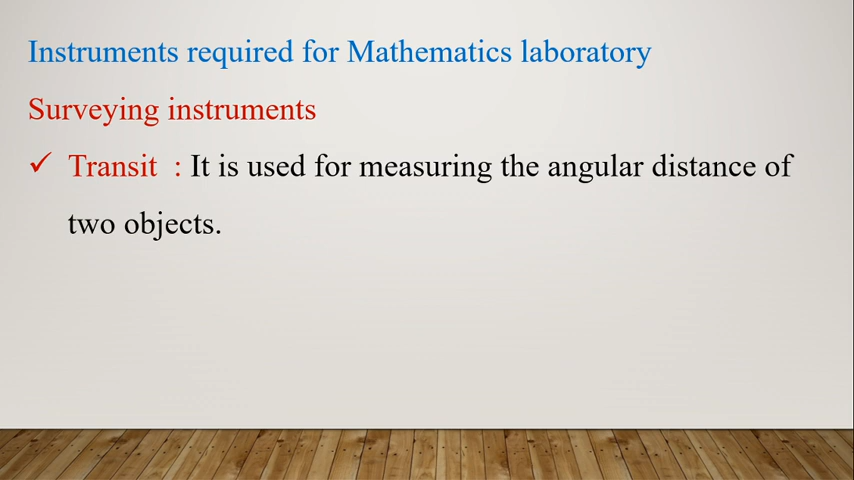 Instruments required for Mathematics laboratory
Surveying instruments
✓ Transit : It is used for measuring the angular distance of
two objects.